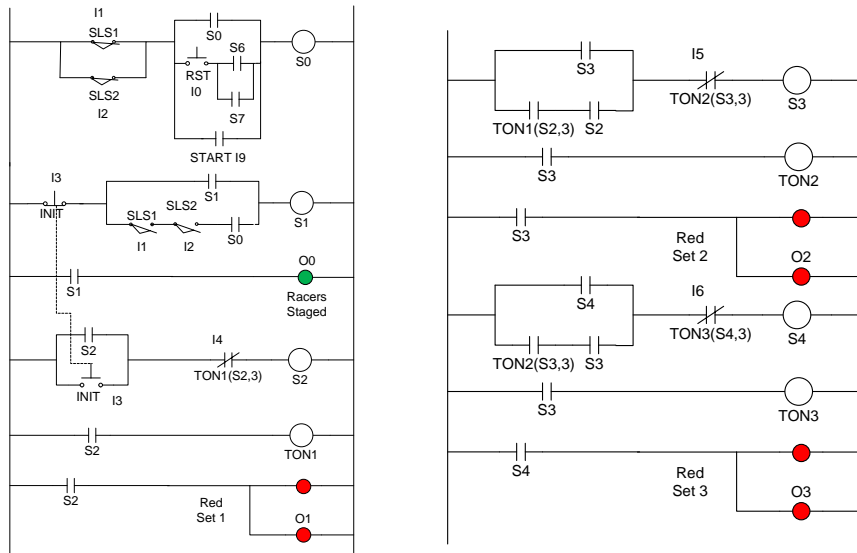 I1
SLS1
SLS2
I2
S0
RST
I0
S6
S7
START I9
S0
I3
INIT
S1
SLS1
I1
SLS2
I2
S0
S1
S1
O0
Racers
Staged
S2
INIT
I3
I4
TON1(S2,3)
S2
S2
TON1
S2
Red
Set 1
O1
S3
TON1(S2,3)
S2
I5
TON2(S3,3)
S3
S3
TON2
S3
Red
Set 2
O2
S4
TON2(S3,3)
S3
I6
TON3(S4,3)
S4
S3
TON3
S4
Red
Set 3
O3